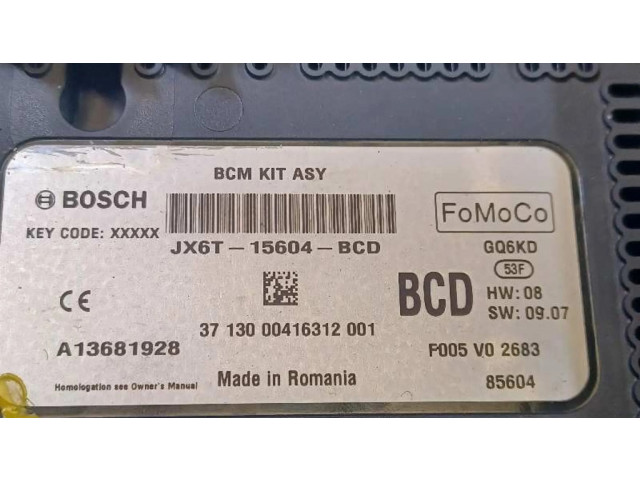 BCM KIT ASY
BOSCH
FoMoCo
KEY CODE: XXXXX
JX6T-15604-BCD
GQ6KD
53F
BCD
HW: 08
SW: 09.07
CE
37 130 00416312 001
A13681928
F005 V0 2683
Homologation see Owner's Manual
Made in Romania
85604